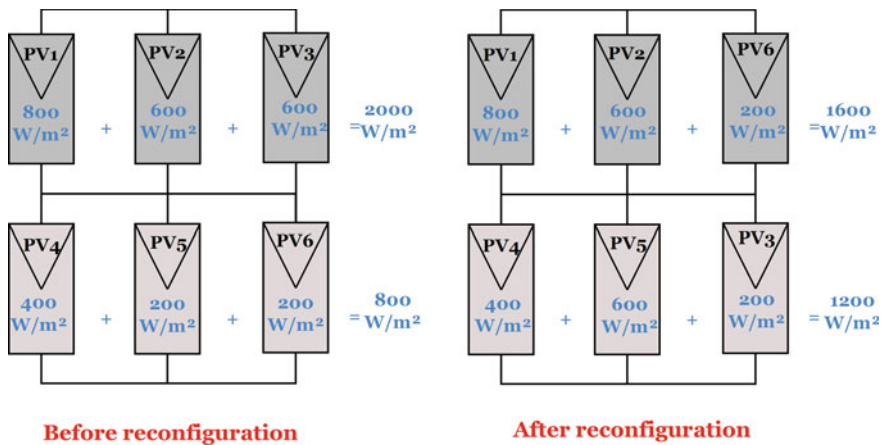 PV1 PV2 PV3
800 W/m² + 600 W/m² + 600 W/m² = 2000 W/m²
PV4 PV5 PV6
400 W/m² + 200 W/m² + 200 W/m² = 800 W/m²
Before reconfiguration
PV1 PV2 PV6
800 W/m² + 600 W/m² + 200 W/m² = 1600 W/m²
PV4 PV5 PV3
400 W/m² + 600 W/m² + 200 W/m² = 1200 W/m²
After reconfiguration